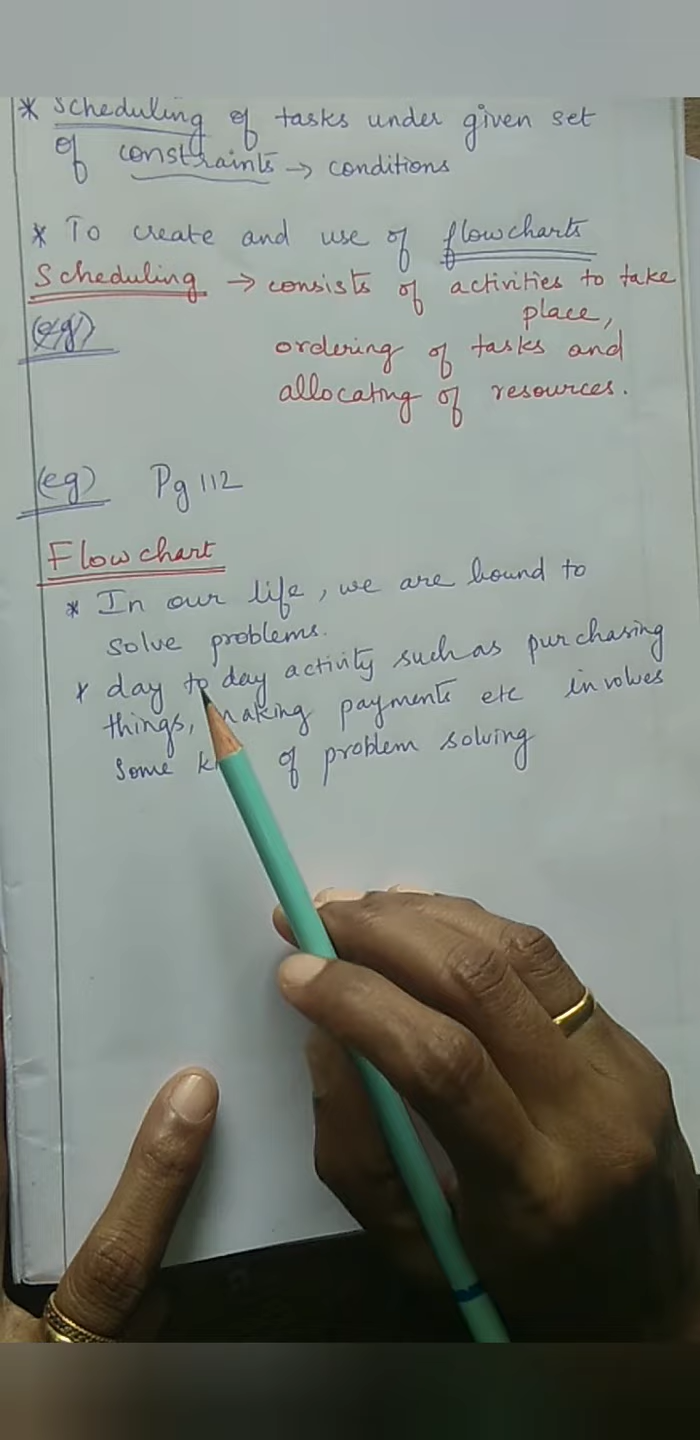 * Scheduling of tasks under given set
of constraints → conditions
* To create and use of flowcharts
Scheduling → consists of activities to take
place,
(eg)
ordering of tasks and
allocating of resources.
(eg) Pg 112
Flowchart
* In our life, we are bound to
solve problems.
* day to day activity such as purchasing
things, making payments etc involves
some of problem solving